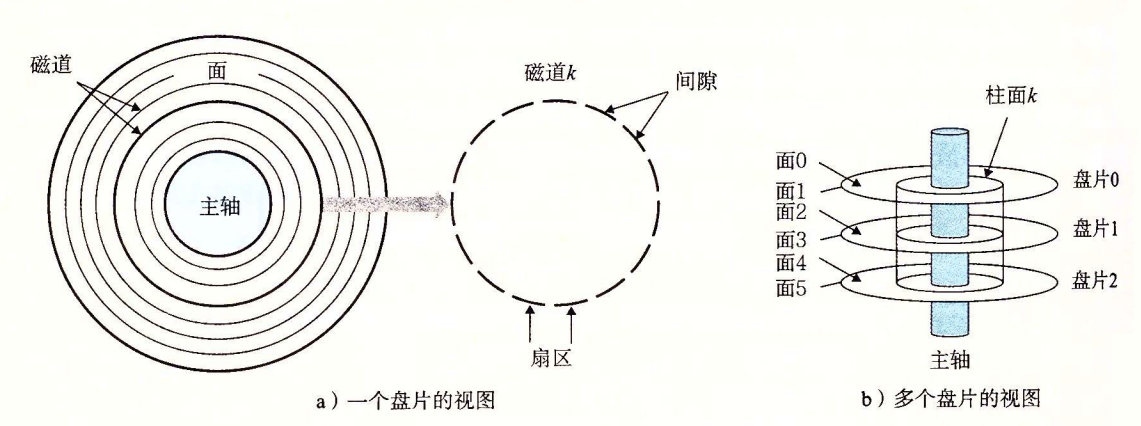 磁道
面
主轴
磁道k
间隙
扇区
a）一个盘片的视图
柱面k
面0
面1
面2
面3
面4
面5
盘片0
盘片1
盘片2
主轴
b）多个盘片的视图